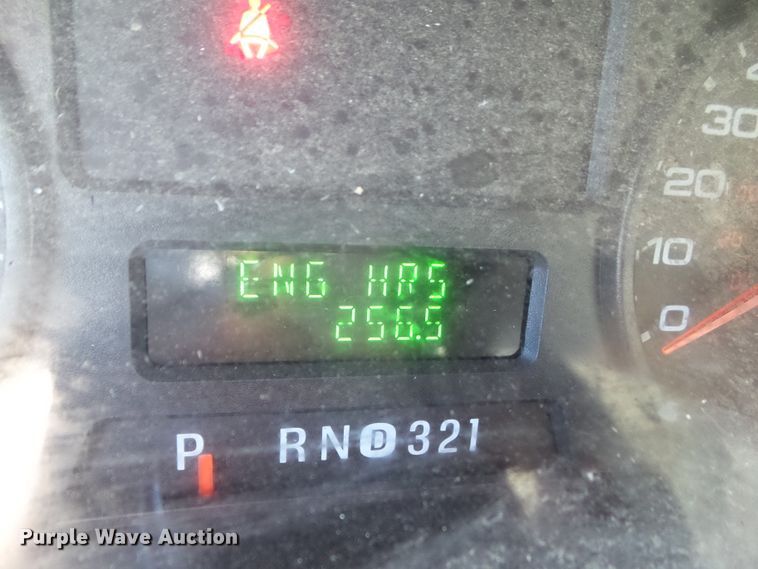 30
20
10
0
ENG HRS
256.5
P RND321
Purple Wave Auction